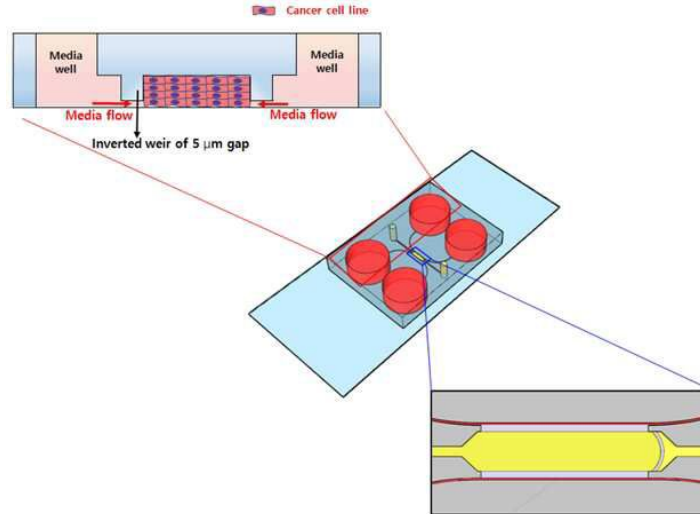 Cancer cell line
Media
well
Media
well
Media flow
Media flow
Inverted weir of 5 μm gap